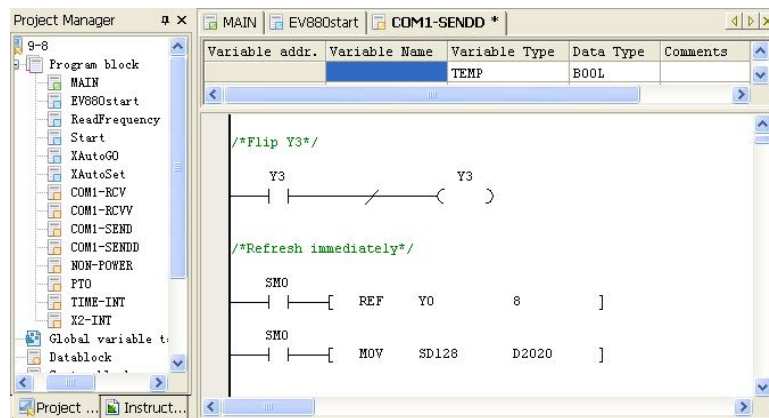 Project Manager
MAIN
EV880start
COM1-SENDD *
9-8
Program block
MAIN
EV880start
ReadFrequency
Start
XAutoGO
XAutoSet
COM1-RCV
COM1-RCVV
COM1-SEND
COM1-SENDD
NON-POWER
PTO
TIME-INT
X2-INT
Global variable t
Datablock
Project ...
Instruct...
Variable addr. Variable Name Variable Type Data Type Comments
TEMP BOOL
/*Flip Y3*/
Y3 Y3
/*Refresh immediately*/
SM0
[ REF Y0 8 ]
SM0
[ MOV SD128 D2020 ]